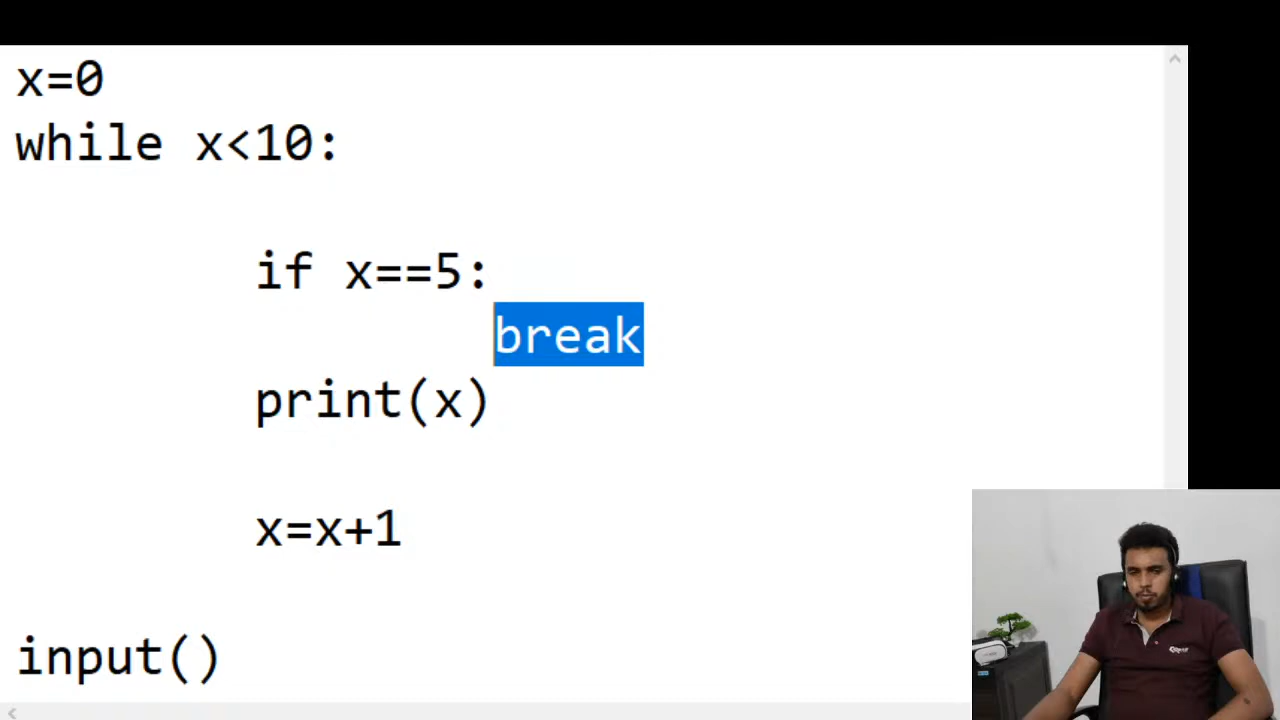 x=0
while x<10:
if x==5:
break
print(x)
x=x+1
input()